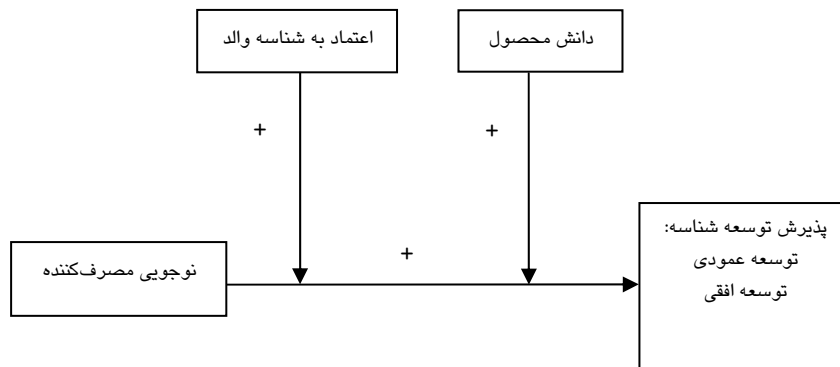 دانش محصول
اعتماد به شناسه والد
+
+
پذیرش توسعه شناسه:
توسعه عمودی
توسعه افقی
+
نوجویی مصرف‌کننده